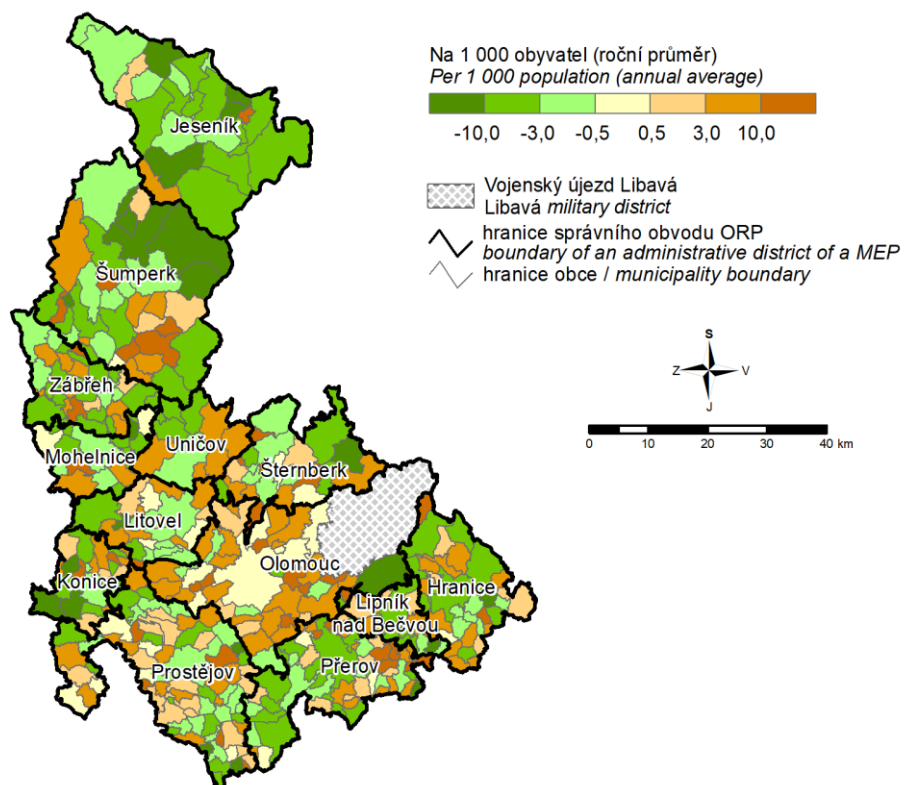 Na 1 000 obyvatel (roční průměr)
Per 1 000 population (annual average)
-10,0 -3,0 -0,5 0,5 3,0 10,0
Vojenský újezd Libavá
Libavá military district
hranice správního obvodu ORP
boundary of an administrative district of a MEP
hranice obce / municipality boundary
S
Z V
J
0 10 20 30 40 km
Jeseník
Šumperk
Zábřeh
Mohelnice
Uničov
Šternberk
Litovel
Olomouc
Konice
Hranice
Lipník
nad Bečvou
Prostějov
Přerov